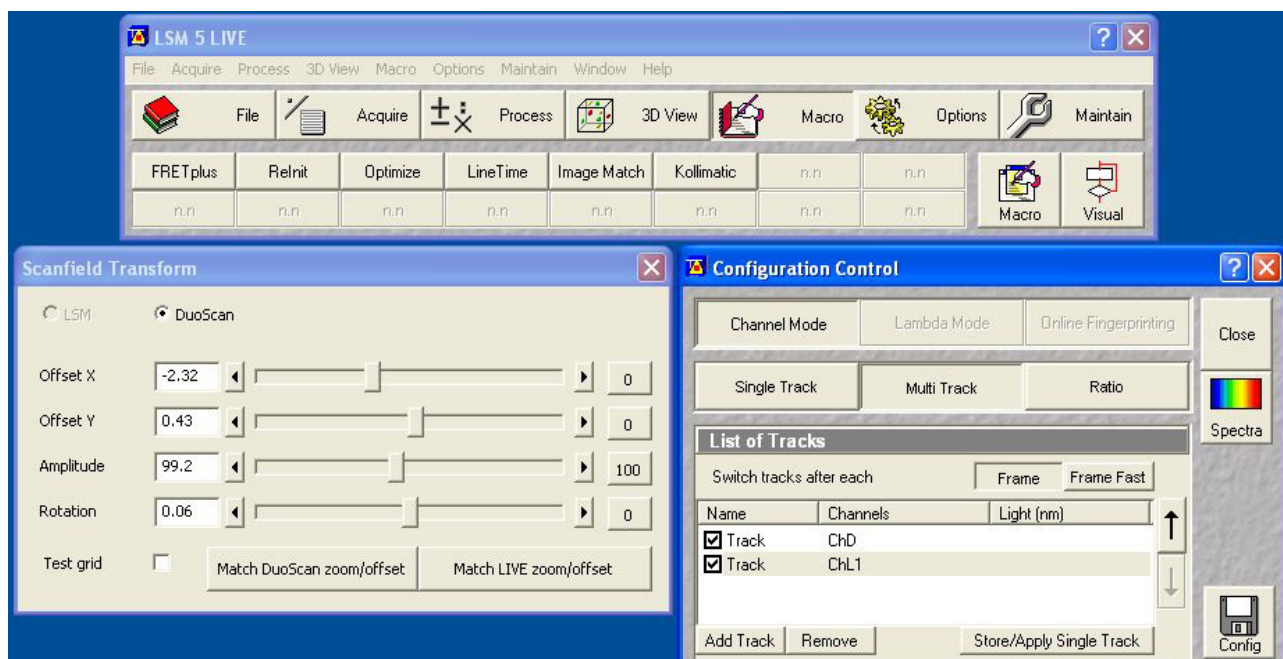 LSM 5 LIVE
File Acquire Process 3D View Macro Options Maintain Window Help
File Acquire Process 3D View Macro Options Maintain
FRETplus ReInit Optimize LineTime Image Match Kollimatic n.n n.n
n.n n.n n.n n.n n.n n.n n.n n.n
Macro Visual
Scanfield Transform
LSM DuoScan
Offset X -2.32 0
Offset Y 0.43 0
Amplitude 99.2 100
Rotation 0.06 0
Test grid Match DuoScan zoom/offset Match LIVE zoom/offset
Configuration Control
Channel Mode Lambda Mode Online Fingerprinting
Close
Single Track Multi Track Ratio
Spectra
List of Tracks
Switch tracks after each Frame Frame Fast
Name Channels Light (nm)
Track ChD
Track ChL1
Add Track Remove Store/Apply Single Track
Config